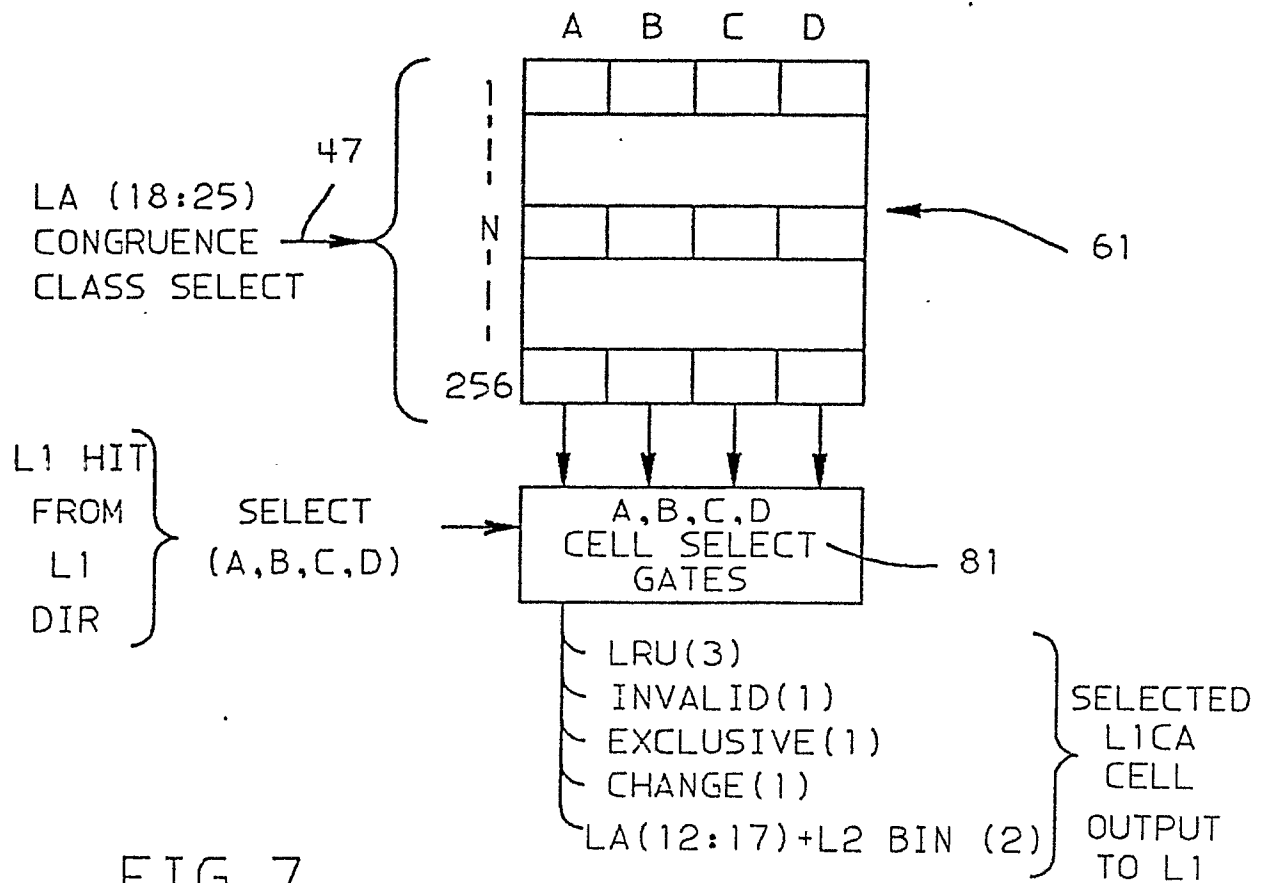 A B C D
1
47
LA (18:25)
CONGRUENCE
CLASS SELECT
N
61
256
L1 HIT
FROM
L1
DIR
SELECT
(A,B,C,D)
A,B,C,D
CELL SELECT
GATES
81
LRU(3)
INVALID(1)
EXCLUSIVE(1)
CHANGE(1)
LA(12:17)+L2 BIN (2)
SELECTED
L1CA
CELL
OUTPUT
TO L1
FIG 7